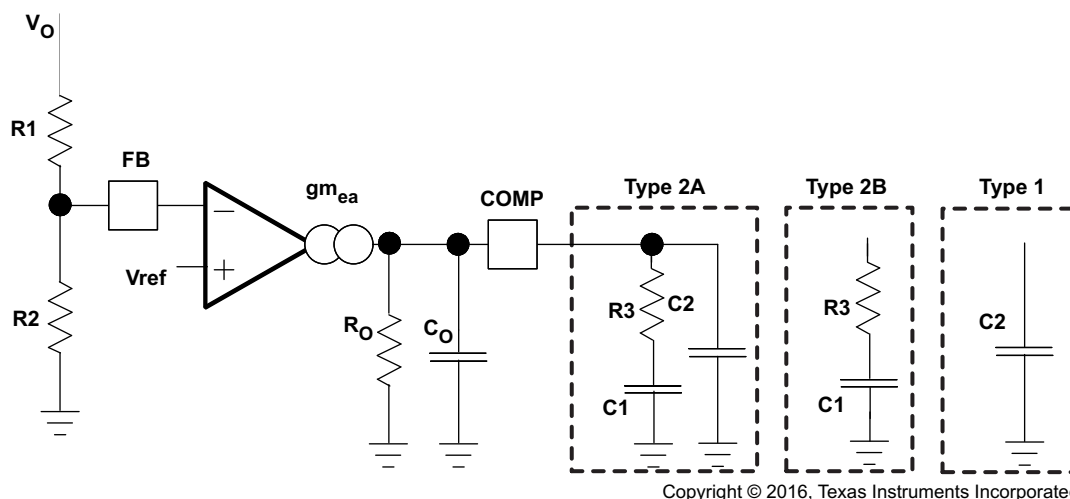 VO
R1
FB
gmea
COMP
Type 2A
Type 2B
Type 1
Vref
R2
RO
CO
R3
C2
C1
R3
C1
C2
Copyright © 2016, Texas Instruments Incorporated